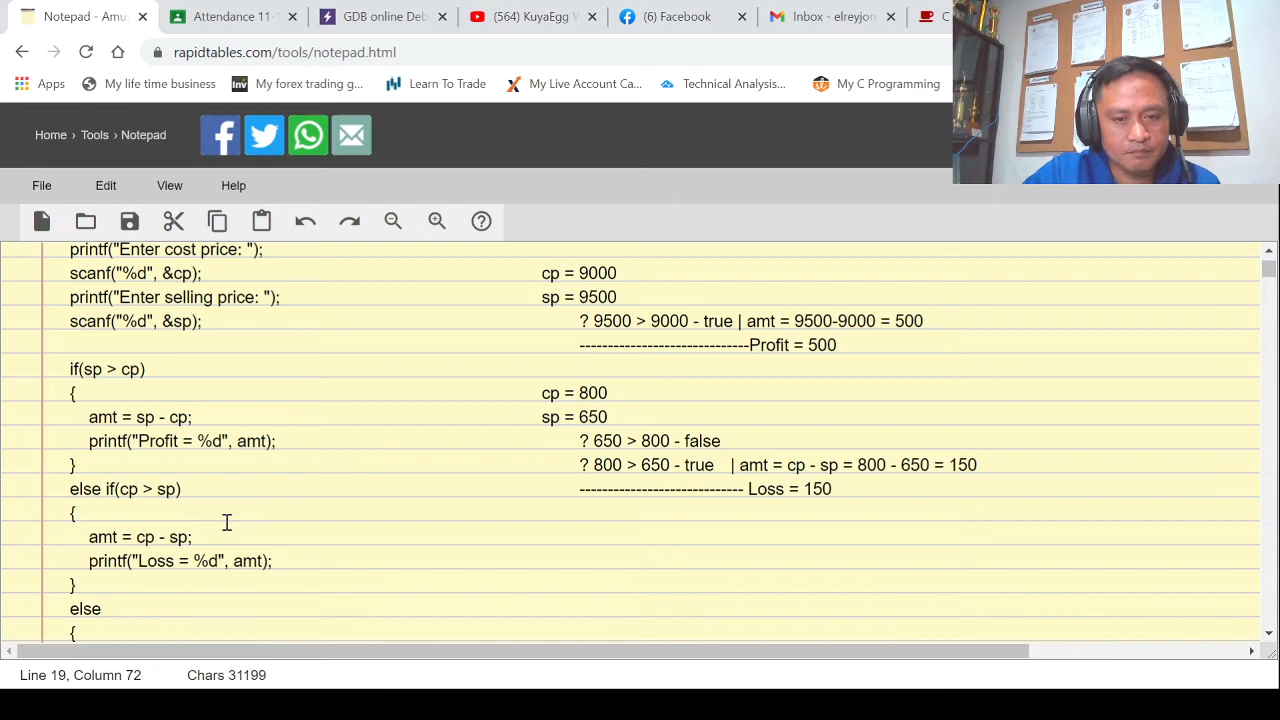 Notepad - Amu
Attendance 11-
GDB online Del
(564) KuyaEgg W
(6) Facebook
Inbox - elreyjon
C
rapidtables.com/tools/notepad.html
Apps
My life time business
inv
My forex trading g...
Learn To Trade
My Live Account Ca...
Technical Analysis...
My C Programming
Home › Tools › Notepad
File Edit View Help
printf("Enter cost price: ");
scanf("%d", &cp); cp = 9000
printf("Enter selling price: "); sp = 9500
scanf("%d", &sp); ? 9500 > 9000 - true | amt = 9500-9000 = 500
------------------------------Profit = 500
if(sp > cp)
{ cp = 800
amt = sp - cp; sp = 650
printf("Profit = %d", amt); ? 650 > 800 - false
} ? 800 > 650 - true | amt = cp - sp = 800 - 650 = 150
else if(cp > sp) ----------------------------- Loss = 150
{
amt = cp - sp;
printf("Loss = %d", amt);
}
else
{
Line 19, Column 72 Chars 31199